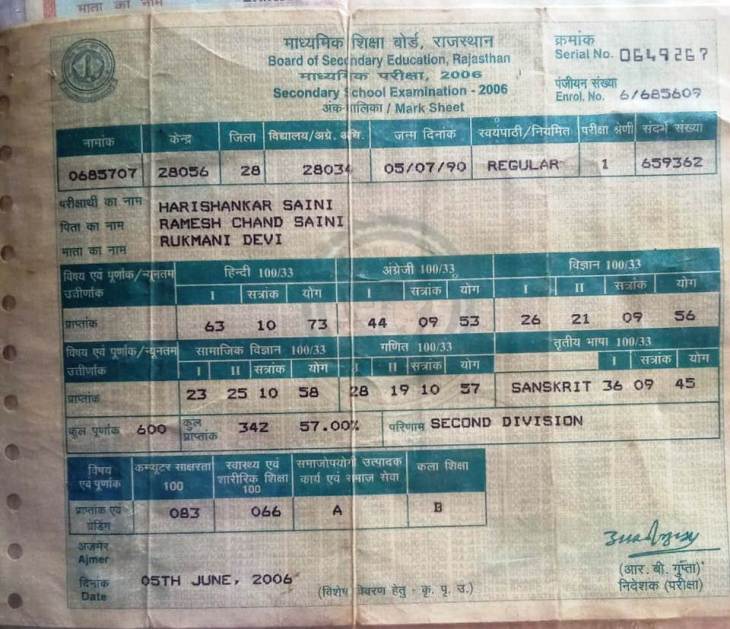 माता का नाम
माध्यमिक शिक्षा बोर्ड, राजस्थान
Board of Secondary Education, Rajasthan
माध्यमिक परीक्षा, 2006
Secondary School Examination - 2006
अंक-तालिका / Mark Sheet
क्रमांक
Serial No. 0649267
पंजीयन संख्या
Enrol. No. 6/685609
नामांक केन्द्र जिला विद्यालय/अग्रे. अधि. जन्म दिनांक स्वयंपाठी/नियमित परीक्षा श्रेणी संदर्भ संख्या
0685707 28056 28 28034 05/07/90 REGULAR 1 659362
परीक्षार्थी का नाम HARISHANKAR SAINI
पिता का नाम RAMESH CHAND SAINI
माता का नाम RUKMANI DEVI
विषय एवं पूर्णांक/न्यूनतम उत्तीर्णांक हिन्दी 100/33 अंग्रेजी 100/33 विज्ञान 100/33
I सत्रांक योग I सत्रांक योग I II सत्रांक योग
प्राप्तांक 63 10 73 44 09 53 26 21 09 56
विषय एवं पूर्णांक/न्यूनतम उत्तीर्णांक सामाजिक विज्ञान 100/33 गणित 100/33 तृतीय भाषा 100/33
I II सत्रांक योग I II सत्रांक योग I सत्रांक योग
प्राप्तांक 23 25 10 58 28 19 10 57 SANSKRIT 36 09 45
कुल पूर्णांक 600 कुल प्राप्तांक 342 57.00% परिणाम SECOND DIVISION
विषय एवं पूर्णांक कम्प्यूटर साक्षरता 100 स्वास्थ्य एवं शारीरिक शिक्षा 100 समाजोपयोगी उत्पादक कार्य एवं समाज सेवा कला शिक्षा
प्राप्तांक एवं ग्रेडिंग 083 066 A B
अजमेर
Ajmer
दिनांक
Date 05TH JUNE, 2006
(विशेष विवरण हेतु - कृ. पृ. उ.)
(आर. बी. गुप्ता)
निदेशक (परीक्षा)